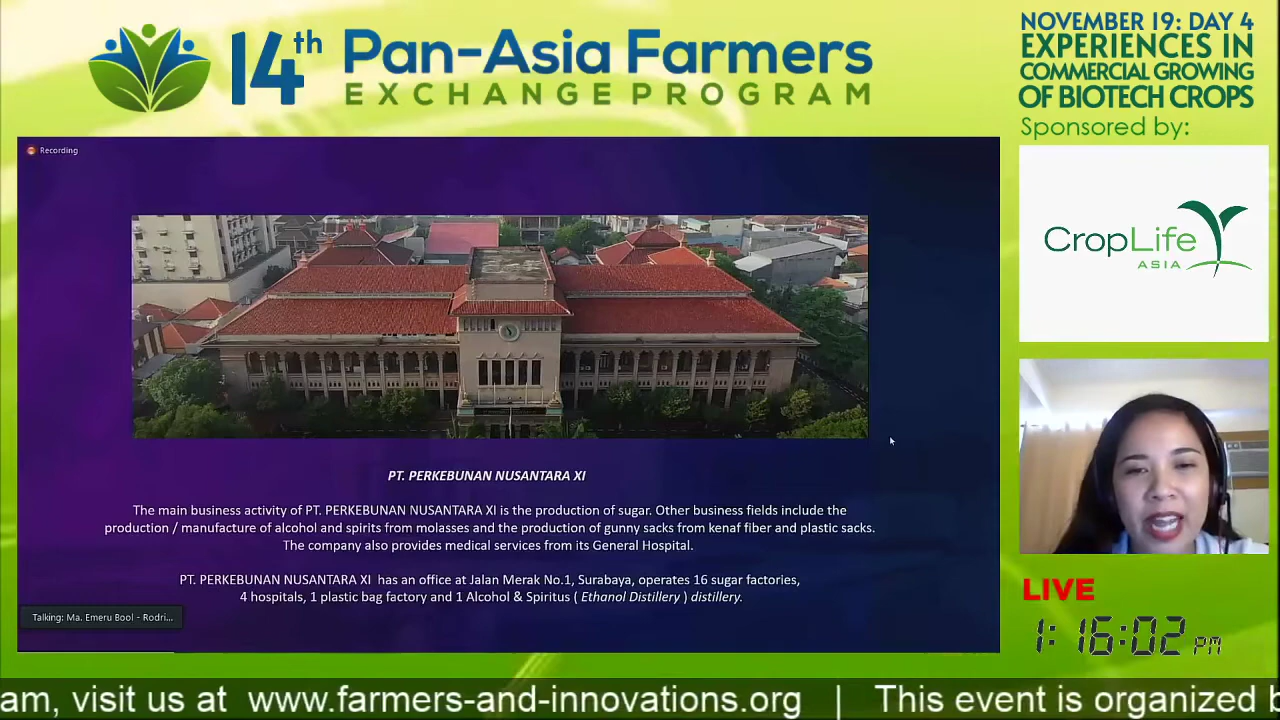 14th Pan-Asia Farmers
EXCHANGE PROGRAM
NOVEMBER 19: DAY 4
EXPERIENCES IN
COMMERCIAL GROWING
OF BIOTECH CROPS
Sponsored by:
CropLife
ASIA
Recording
PT. PERKEBUNAN NUSANTARA XI
The main business activity of PT. PERKEBUNAN NUSANTARA XI is the production of sugar. Other business fields include the
production / manufacture of alcohol and spirits from molasses and the production of gunny sacks from kenaf fiber and plastic sacks.
The company also provides medical services from its General Hospital.
PT. PERKEBUNAN NUSANTARA XI has an office at Jalan Merak No.1, Surabaya, operates 16 sugar factories,
4 hospitals, 1 plastic bag factory and 1 Alcohol & Spiritus ( Ethanol Distillery ) distillery.
Talking: Ma. Emeru Bool - Rodri...
LIVE
1:16:02 PM
am, visit us at www.farmers-and-innovations.org | This event is organized b